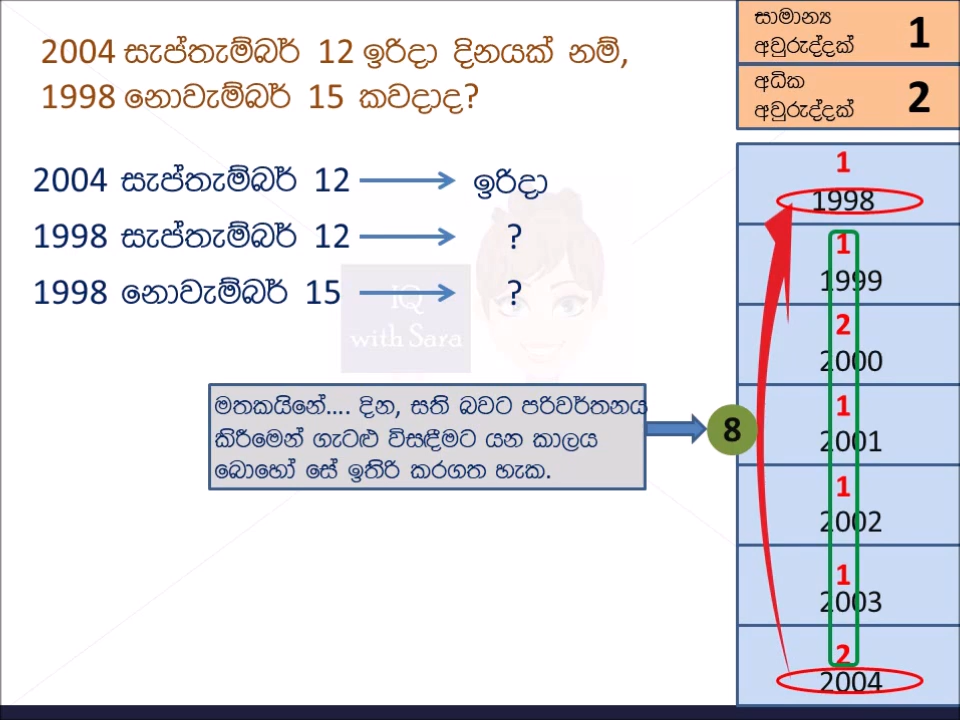 2004 සැප්තැම්බර් 12 ඉරිදා දිනයක් නම්,
1998 නොවැම්බර් 15 කවදාද?
සාමාන්‍ය
අවුරුද්දක් 1
අධික
අවුරුද්දක් 2
2004 සැප්තැම්බර් 12 ඉරිදා
1998 සැප්තැම්බර් 12 ?
1998 නොවැම්බර් 15 ?
IQ
with Sara
මතකයිනේ.... දින, සති බවට පරිවර්තනය
කිරීමෙන් ගැටළු විසඳීමට යන කාලය
බොහෝ සේ ඉතිරි කරගත හැක.
8
1
1998
1
1999
2
2000
1
2001
1
2002
1
2003
2
2004